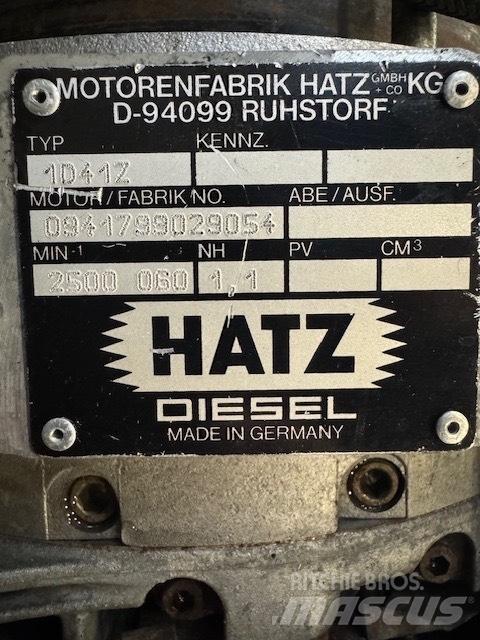 MOTORENFABRIK HATZ GMBH + CO KG
D-94099 RUHSTORF
TYP KENNZ.
1D41Z
MOTOR/FABRIK NO. ABE/AUSF.
0941799029054
MIN-1 NH PV CM3
2500 060 1,1
HATZ
DIESEL
MADE IN GERMANY
RITCHIE BROS.
MASCUS